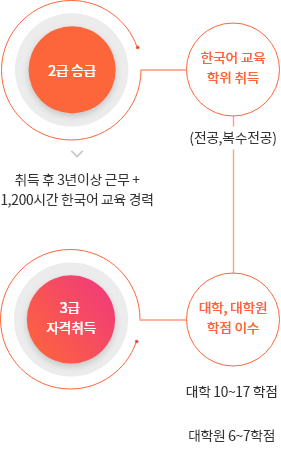 2급 승급
한국어 교육
학위 취득
(전공,복수전공)
취득 후 3년이상 근무 +
1,200시간 한국어 교육 경력
3급
자격취득
대학, 대학원
학점 이수
대학 10~17 학점
대학원 6~7학점